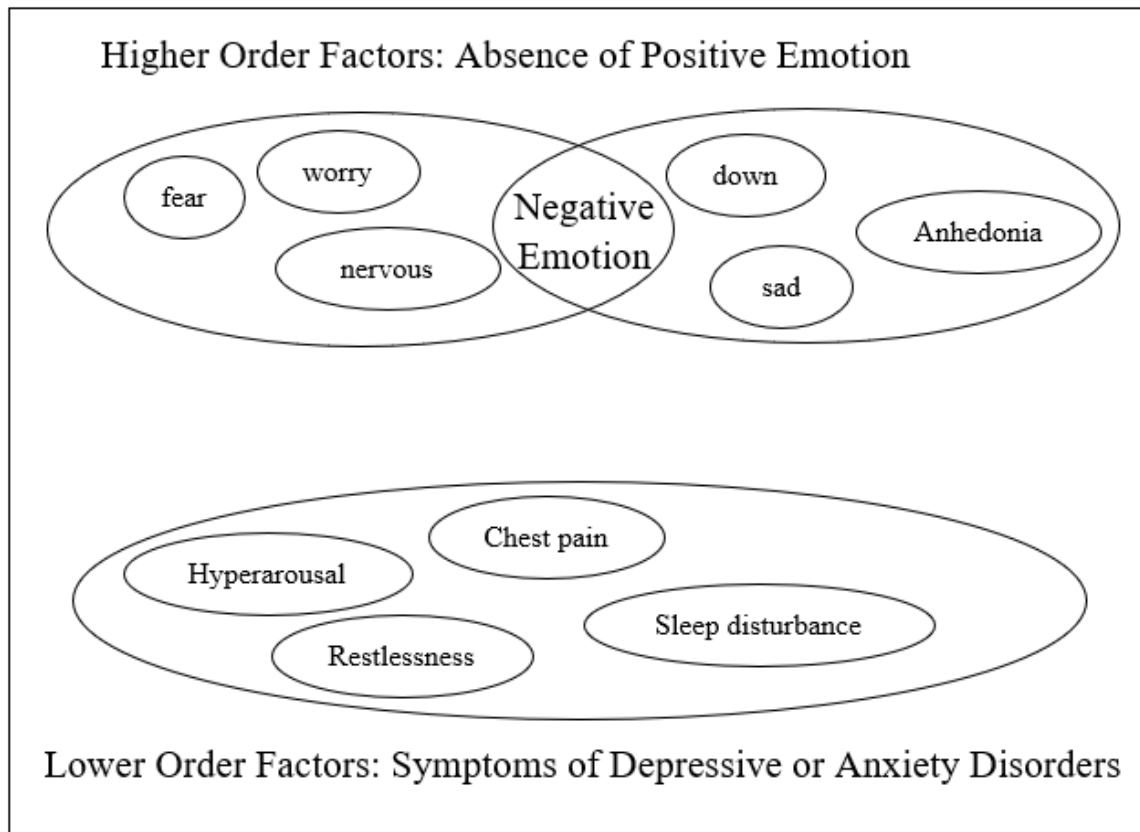 Higher Order Factors: Absence of Positive Emotion
fear
worry
nervous
Negative
Emotion
down
sad
Anhedonia
Hyperarousal
Chest pain
Restlessness
Sleep disturbance
Lower Order Factors: Symptoms of Depressive or Anxiety Disorders